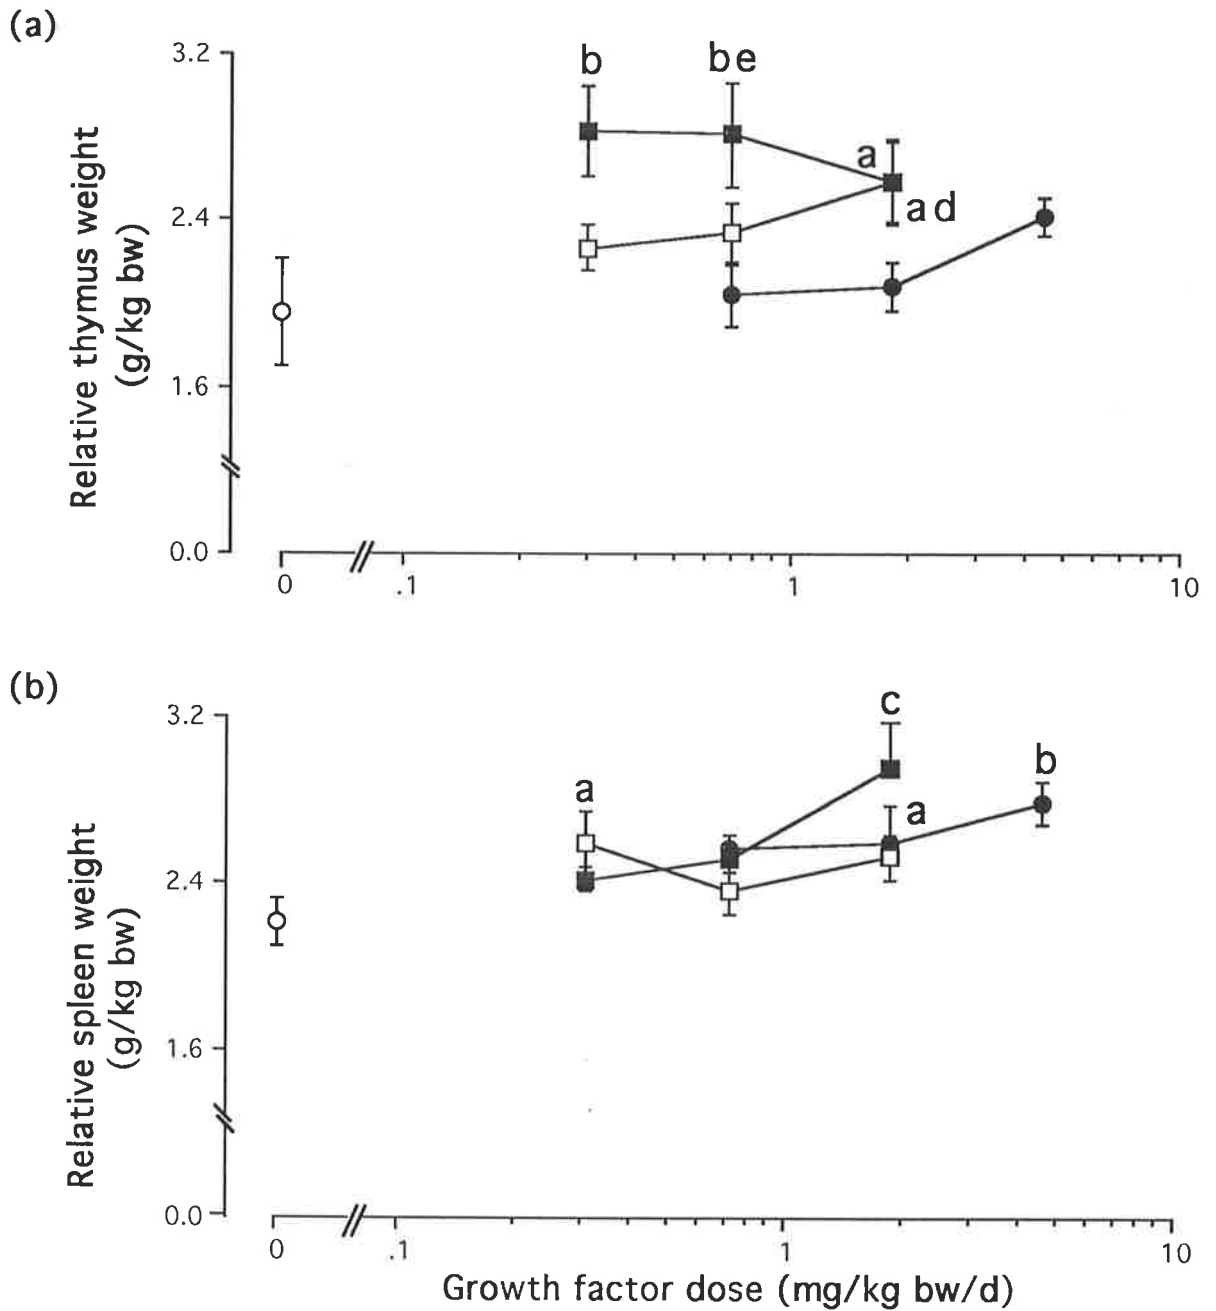 (a)
3.2
2.4
1.6
0.0
Relative thymus weight
(g/kg bw)
b
be
a
ad
0
.1
1
10
(b)
3.2
2.4
1.6
0.0
Relative spleen weight
(g/kg bw)
a
c
a
b
0
.1
1
10
Growth factor dose (mg/kg bw/d)